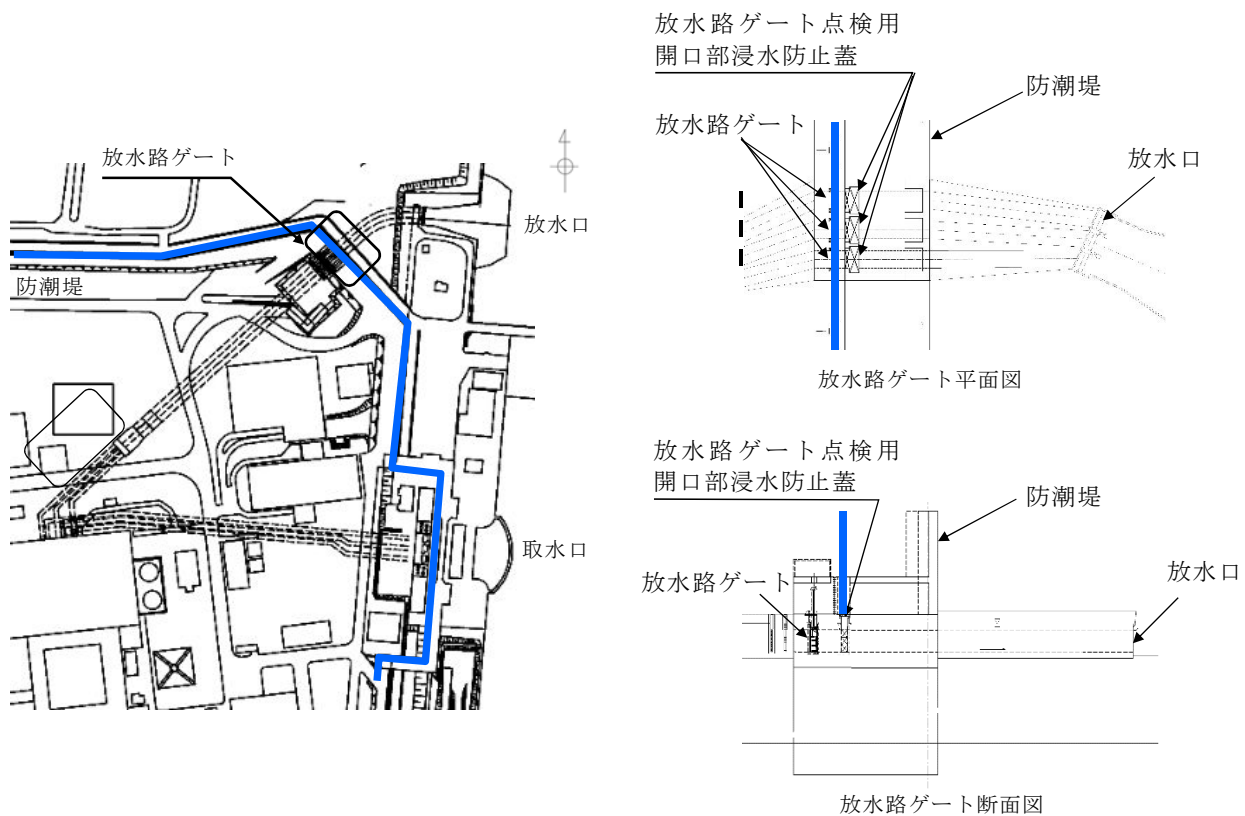 放水路ゲート
放水口
防潮堤
取水口
放水路ゲート点検用
開口部浸水防止蓋
防潮堤
放水路ゲート
放水口
放水路ゲート平面図
放水路ゲート点検用
開口部浸水防止蓋
防潮堤
放水路ゲート
放水口
放水路ゲート断面図